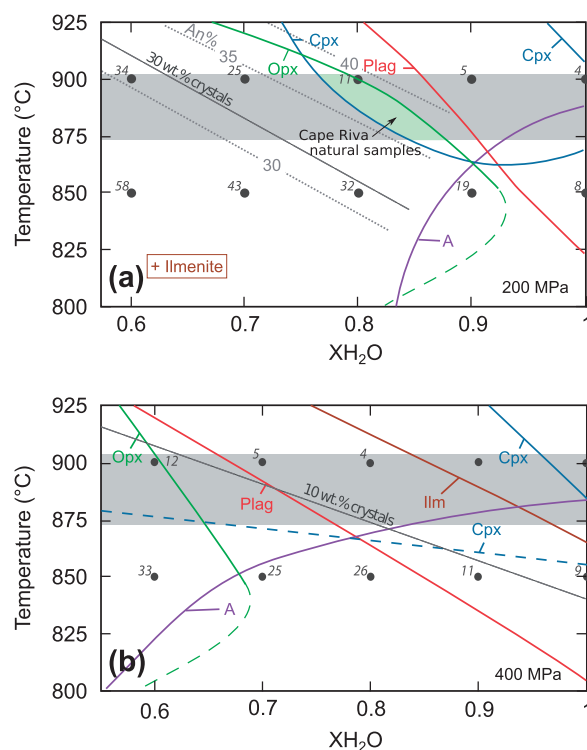 925
900
875
850
825
800
Temperature (°C)
An%
35
40
Cpx
Opx
Plag
Cpx
30 wt.% crystals
34
25
11
5
4
Cape Riva
natural samples
30
58
43
32
19
8
A
+ Ilmenite
(a)
200 MPa
0.6
0.7
0.8
0.9
1
XH₂O
925
900
875
850
825
800
Temperature (°C)
Opx
12
5
4
Cpx
Plag
10 wt.% crystals
Ilm
Cpx
33
25
26
11
9
A
(b)
400 MPa
0.6
0.7
0.8
0.9
1
XH₂O